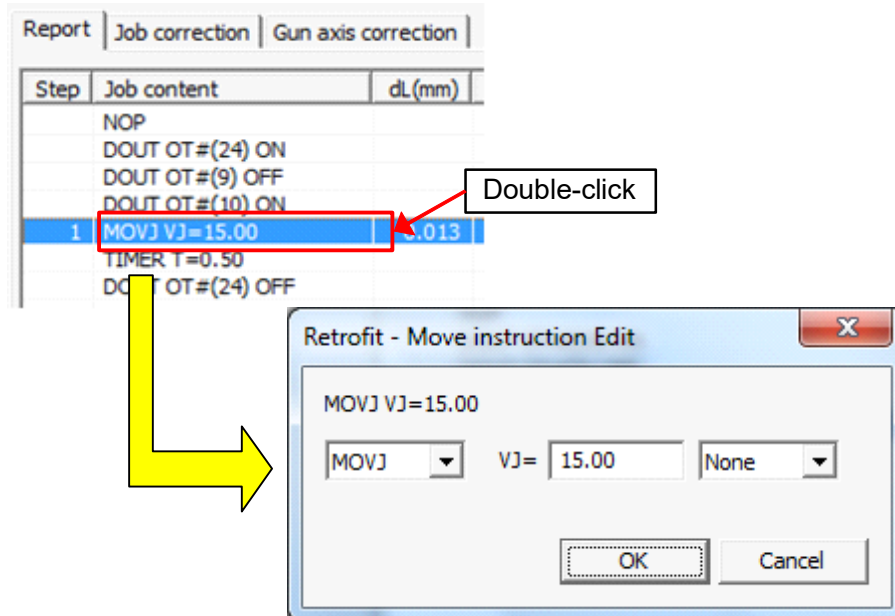 Report Job correction Gun axis correction
Step Job content dL(mm)
NOP
DOUT OT#(24) ON
DOUT OT#(9) OFF
DOUT OT#(10) ON
Double-click
1 MOVJ VJ=15.00 0.013
TIMER T=0.50
DOUT OT#(24) OFF
Retrofit - Move instruction Edit
MOVJ VJ=15.00
MOVJ VJ= 15.00 None
OK Cancel